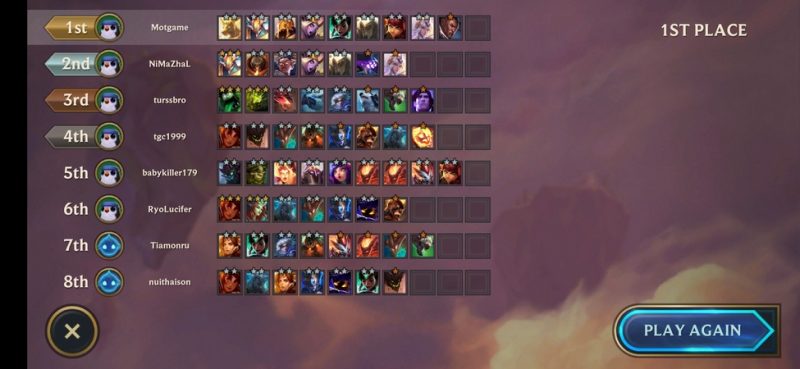 1st Motgame
1ST PLACE
2nd NiMaZhaL
3rd turssbro
4th tgc1999
5th babykiller179
6th RyoLucifer
7th Tiamonru
8th nuithaison
PLAY AGAIN